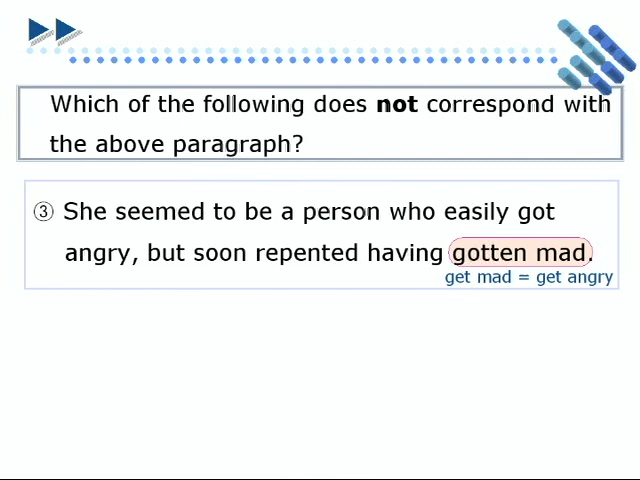 Which of the following does not correspond with
the above paragraph?
③ She seemed to be a person who easily got
angry, but soon repented having gotten mad.
get mad = get angry